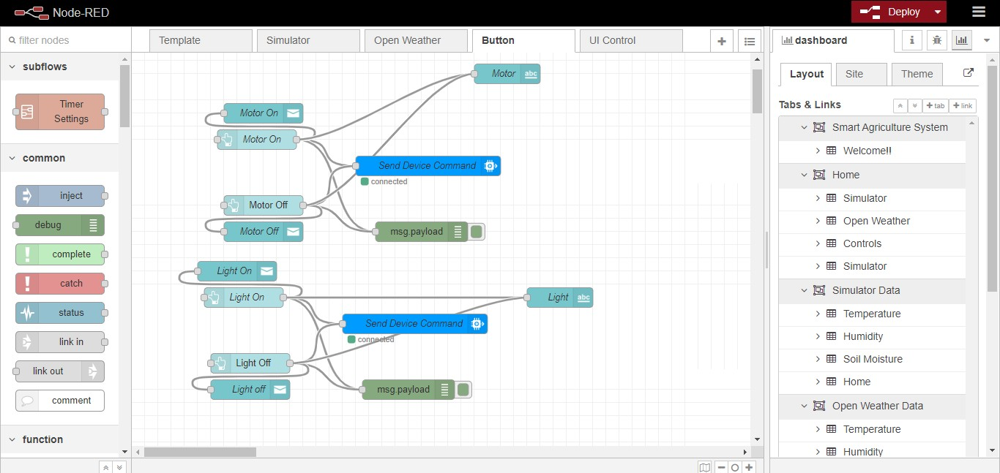 Node-RED
Deploy
filter nodes
Template
Simulator
Open Weather
Button
UI Control
dashboard
i
subflows
Timer
Settings
common
inject
debug
complete
catch
status
link in
link out
comment
function
Motor
abc
Motor On
Motor On
Send Device Command
connected
Motor Off
Motor Off
msg.payload
Light On
Light On
Light
abc
Send Device Command
connected
Light Off
Light off
msg.payload
Layout
Site
Theme
Tabs & Links
+ tab
+ link
Smart Agriculture System
Welcome!!
Home
Simulator
Open Weather
Controls
Simulator
Simulator Data
Temperature
Humidity
Soil Moisture
Home
Open Weather Data
Temperature
Humidity